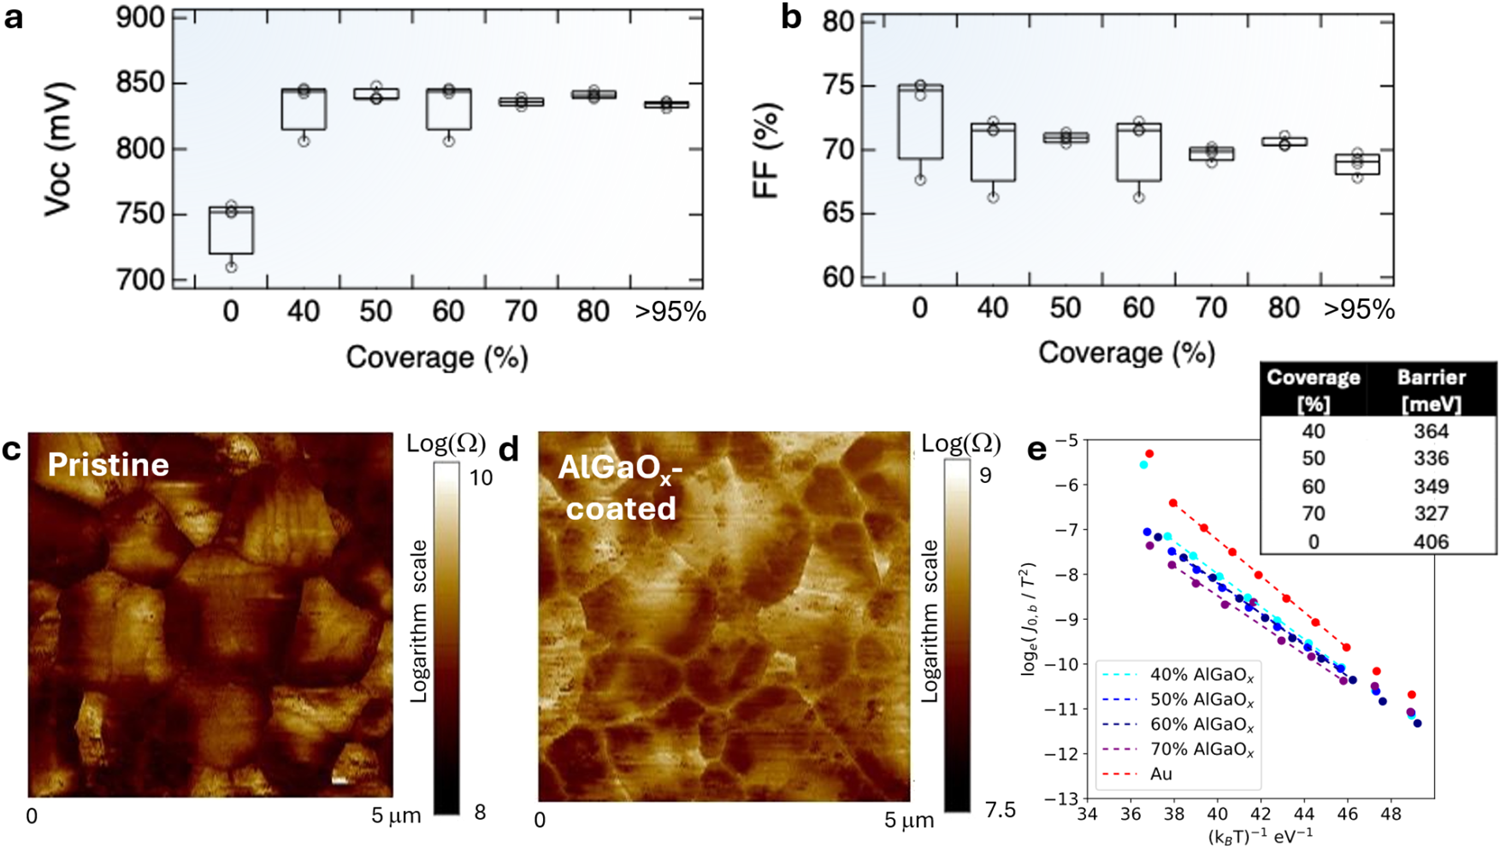 a
Voc (mV)
900
850
800
750
700
0 40 50 60 70 80 >95%
Coverage (%)
b
FF (%)
80
75
70
65
60
0 40 50 60 70 80 >95%
Coverage (%)
c
Pristine
Log(Ω)
10
Logarithm scale
8
0 5 μm
d
AlGaOx-
coated
Log(Ω)
9
Logarithm scale
7.5
0 5 μm
e
Coverage Barrier
[%] [meV]
40 364
50 336
60 349
70 327
0 406
loge(J0,b / T²)
−5
−6
−7
−8
−9
−10
−11
−12
−13
40% AlGaOx
50% AlGaOx
60% AlGaOx
70% AlGaOx
Au
34 36 38 40 42 44 46 48
(kBT)⁻¹ eV⁻¹